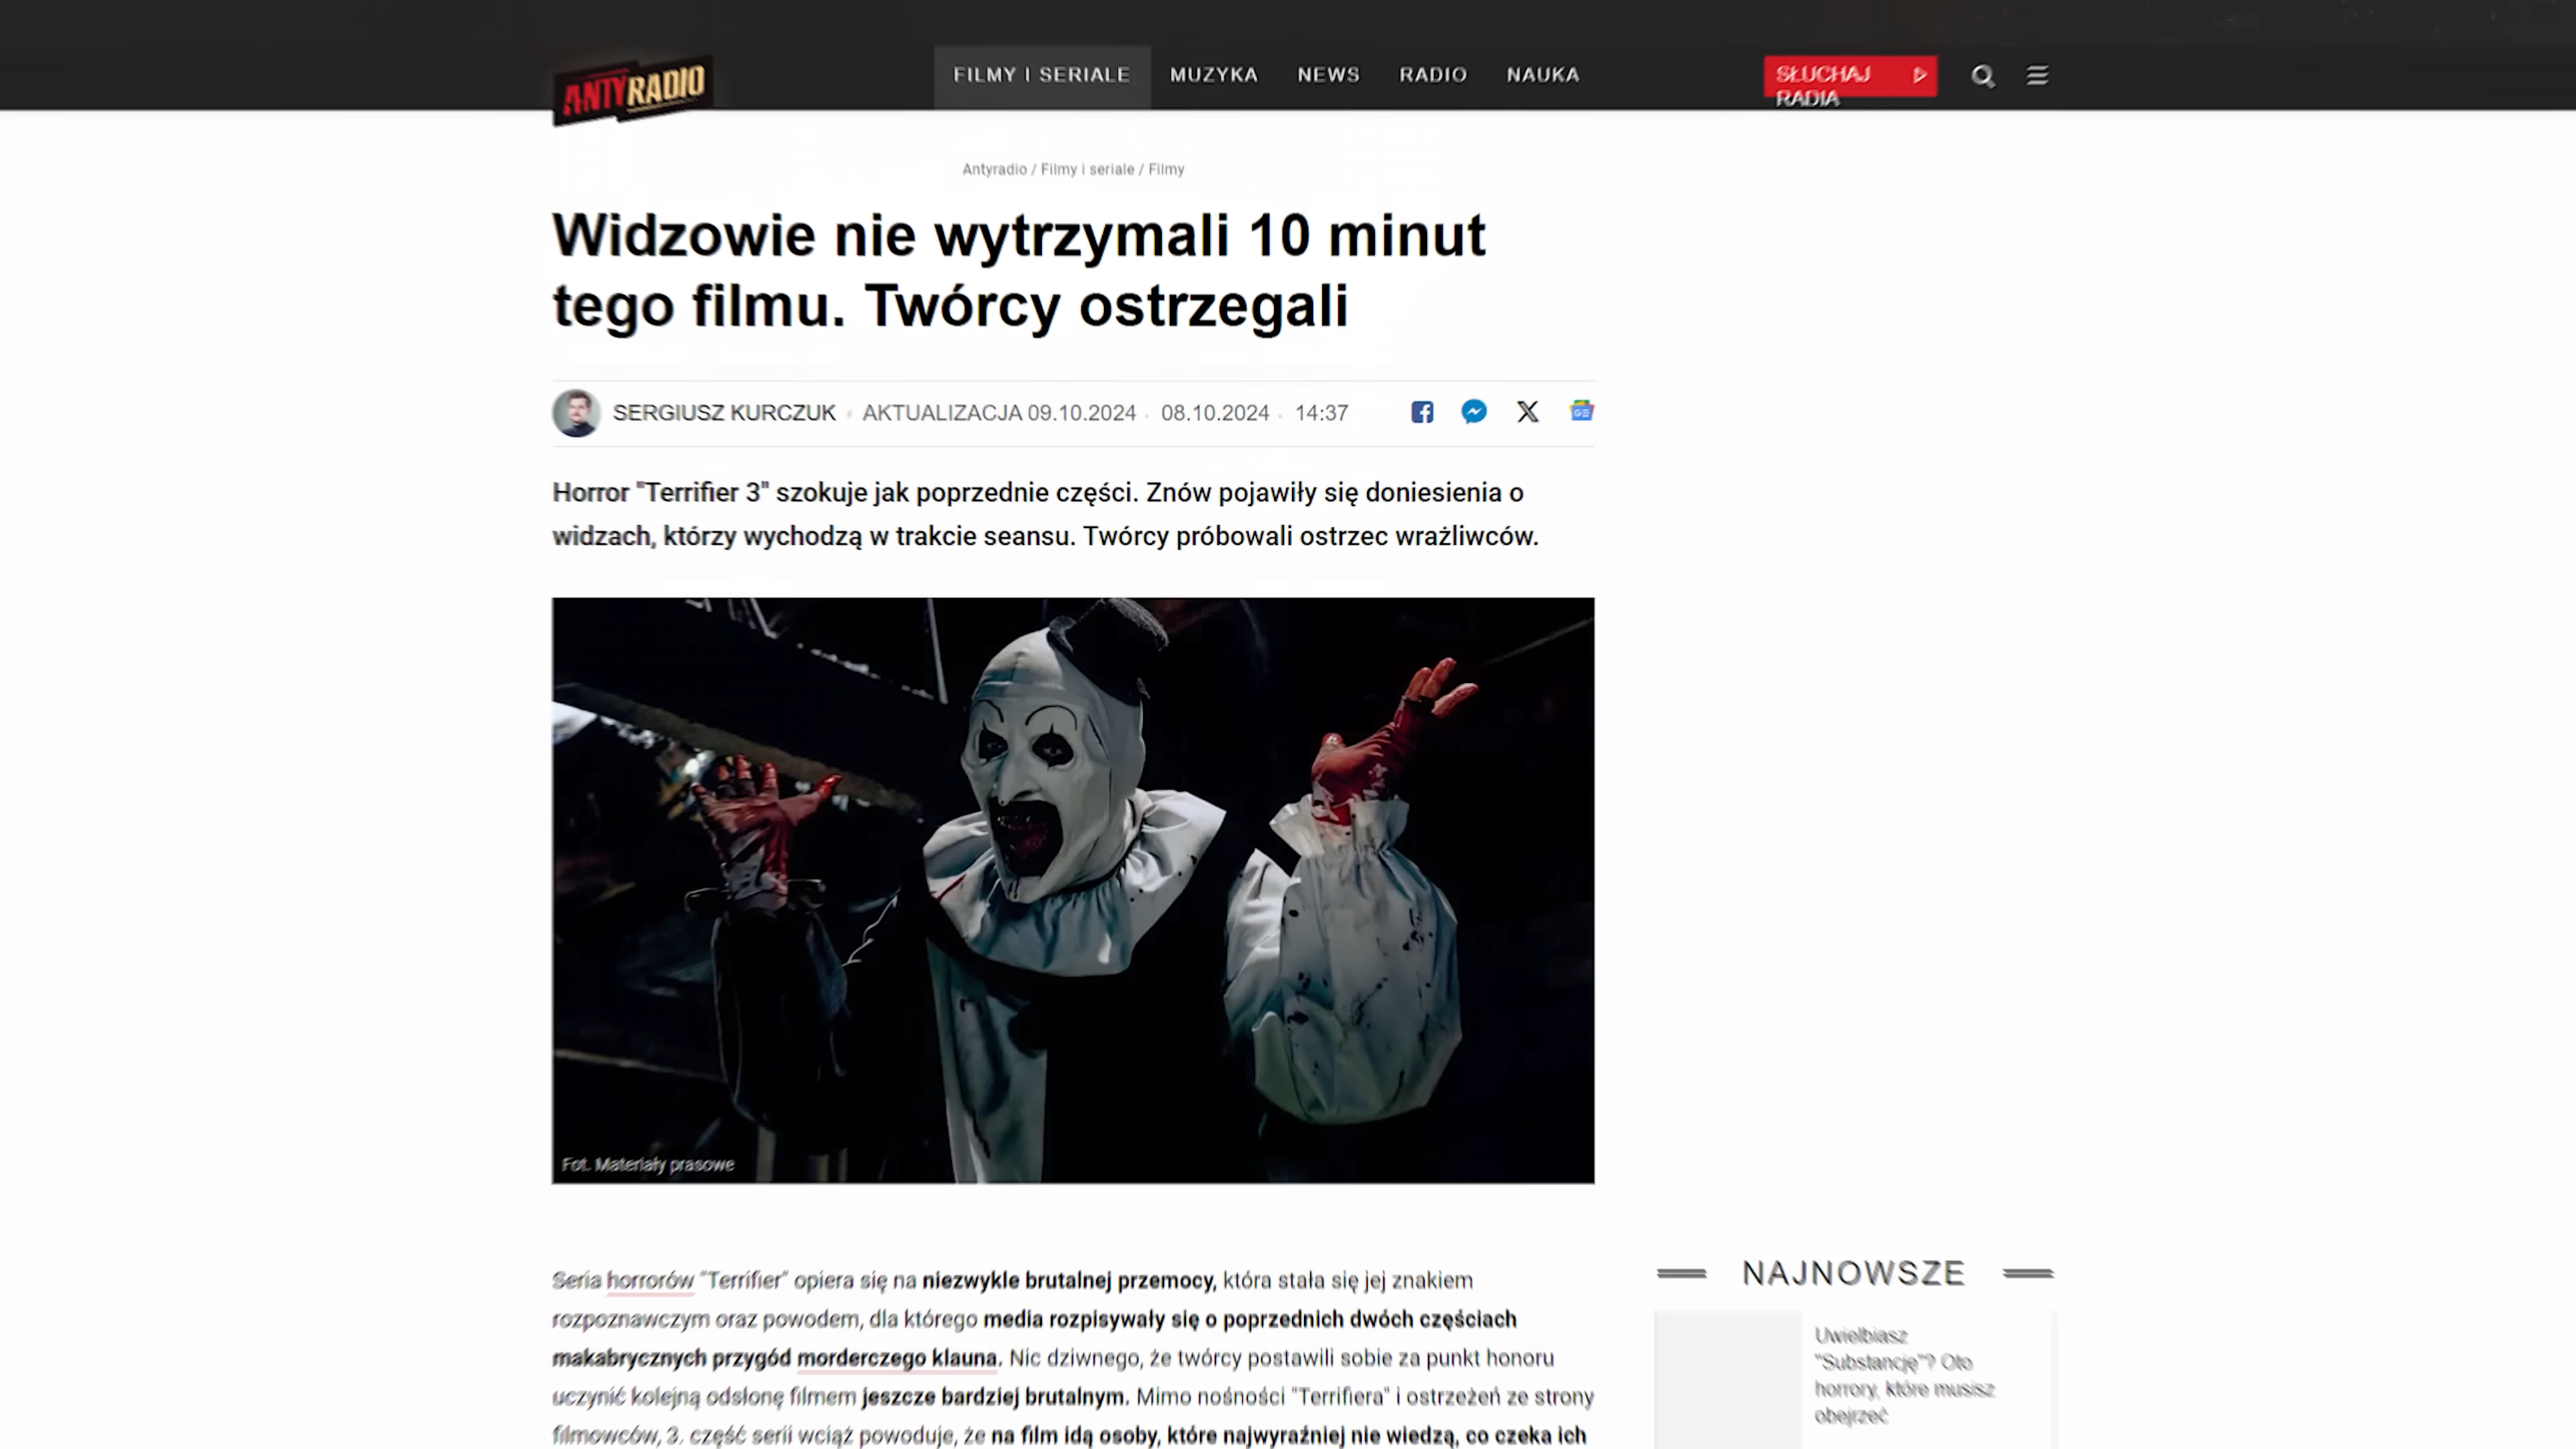 ANTYRADIO
FILMY I SERIALE
MUZYKA
NEWS
RADIO
NAUKA
SŁUCHAJ
RADIA
Antyradio / Filmy i seriale / Filmy
Widzowie nie wytrzymali 10 minut
tego filmu. Twórcy ostrzegali
SERGIUSZ KURCZUK · AKTUALIZACJA 09.10.2024 · 08.10.2024 · 14:37
Horror "Terrifier 3" szokuje jak poprzednie części. Znów pojawiły się doniesienia o
widzach, którzy wychodzą w trakcie seansu. Twórcy próbowali ostrzec wrażliwców.
Fot. Materiały prasowe
Seria horrorów "Terrifier" opiera się na niezwykle brutalnej przemocy, która stała się jej znakiem
rozpoznawczym oraz powodem, dla którego media rozpisywały się o poprzednich dwóch częściach
makabrycznych przygód morderczego klauna. Nic dziwnego, że twórcy postawili sobie za punkt honoru
uczynić kolejną odsłonę filmem jeszcze bardziej brutalnym. Mimo nośności "Terrifiera" i ostrzeżeń ze strony
filmowców, 3. część serii wciąż powoduje, że na film idą osoby, które najwyraźniej nie wiedzą, co czeka ich
NAJNOWSZE
Uwielbiasz
"Substancję"? Oto
horrory, które musisz
obejrzeć